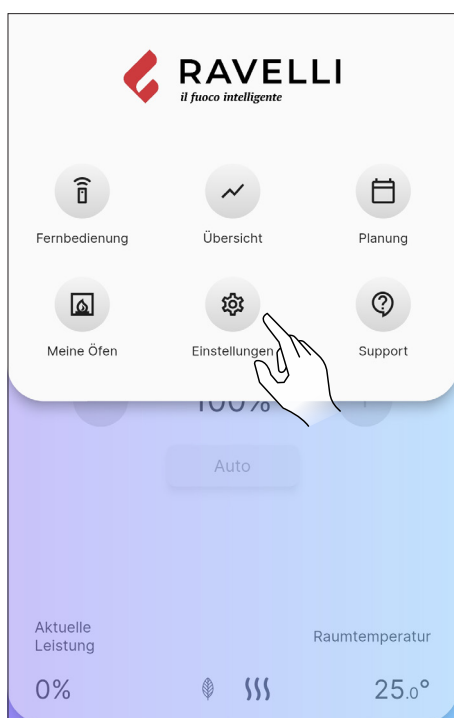 RAVELLI
il fuoco intelligente
Fernbedienung
Übersicht
Planung
Meine Öfen
Einstellungen
Support
100%
Auto
Aktuelle
Leistung
Raumtemperatur
0%
25.0°